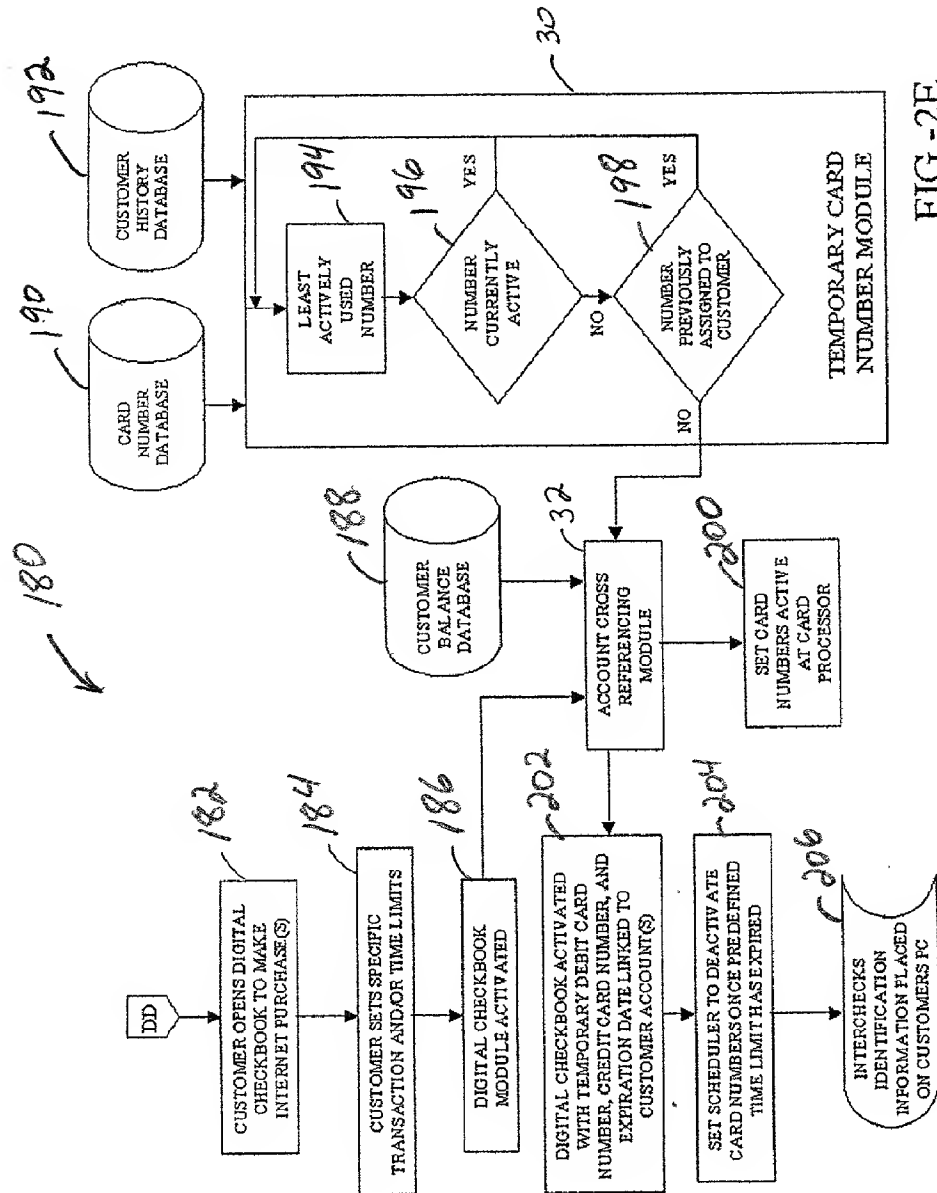 180
DD
182
CUSTOMER OPENS DIGITAL
CHECKBOOK TO MAKE
INTERNET PURCHASE(S)
184
CUSTOMER SETS SPECIFIC
TRANSACTION AND/OR TIME LIMITS
186
DIGITAL CHECKBOOK
MODULE ACTIVATED
188
CUSTOMER
BALANCE
DATABASE
190
CARD
NUMBER
DATABASE
192
CUSTOMER
HISTORY
DATABASE
30
194
LEAST
ACTIVELY
USED
NUMBER
196
NUMBER
CURRENTLY
ACTIVE
YES
NO
198
NUMBER
PREVIOUSLY
ASSIGNED TO
CUSTOMER
YES
NO
TEMPORARY CARD
NUMBER MODULE
32
ACCOUNT CROSS
REFERENCING
MODULE
200
SET CARD
NUMBERS ACTIVE
AT CARD
PROCESSOR
202
DIGITAL CHECKBOOK ACTIVATED
WITH TEMPORARY DEBIT CARD
NUMBER, CREDIT CARD NUMBER, AND
EXPIRATION DATE LINKED TO
CUSTOMER ACCOUNT(S)
204
SET SCHEDULER TO DEACTIVATE
CARD NUMBERS ONCE PREDEFINED
TIME LIMIT HAS EXPIRED
206
INTERCHECKS
IDENTIFICATION
INFORMATION PLACED
ON CUSTOMERS PC